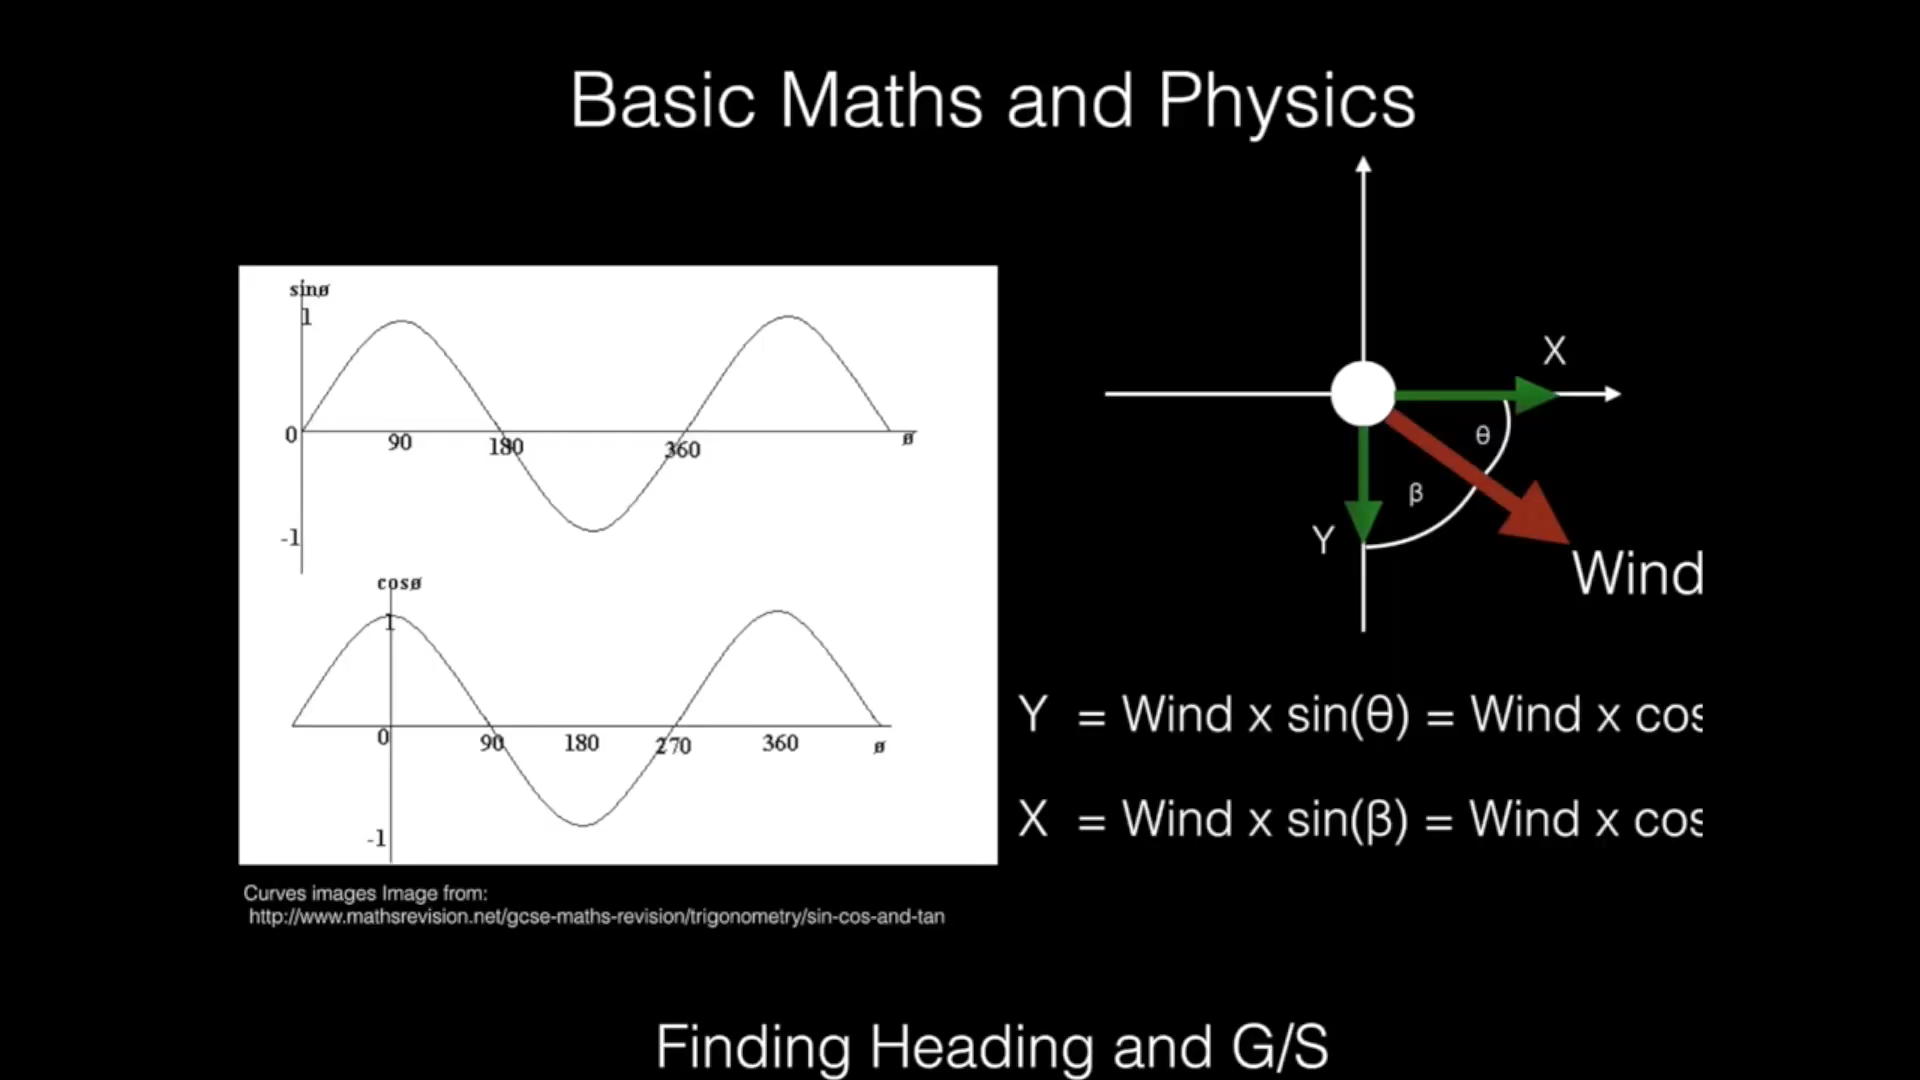 Basic Maths and Physics
sinø
1
0
90
180
360
ø
-1
cosø
1
0
90
180
270
360
ø
-1
Curves images Image from:
http://www.mathsrevision.net/gcse-maths-revision/trigonometry/sin-cos-and-tan
X
θ
β
Y
Wind
Y = Wind x sin(θ) = Wind x cos
X = Wind x sin(β) = Wind x cos
Finding Heading and G/S